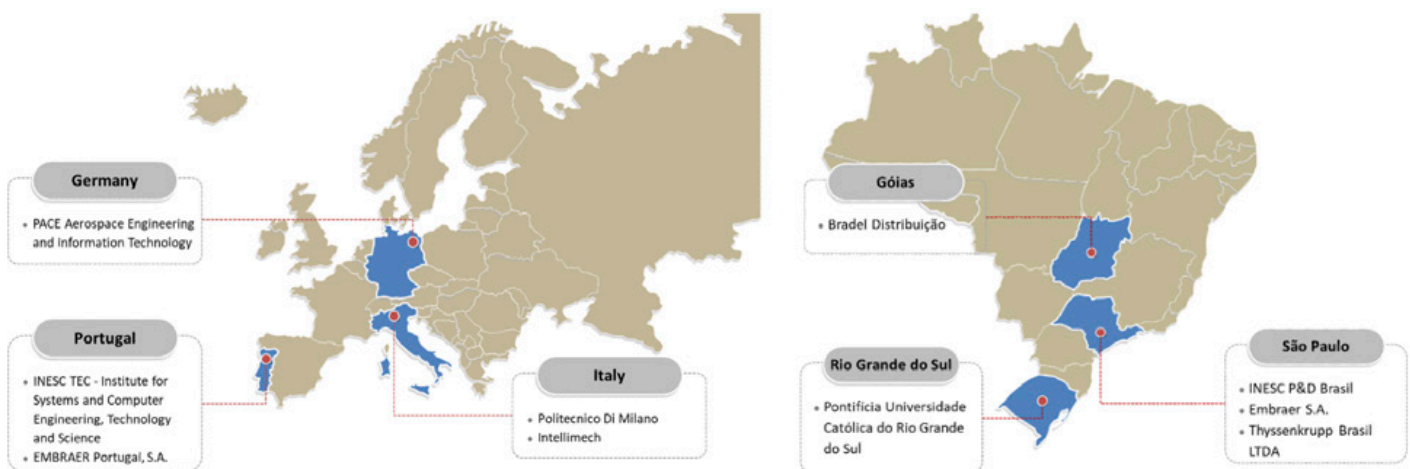 Germany
PACE Aerospace Engineering
and Information Technology
Portugal
INESC TEC - Institute for
Systems and Computer
Engineering, Technology
and Science
EMBRAER Portugal, S.A.
Italy
Politecnico Di Milano
Intellimech
Góias
Bradel Distribuição
Rio Grande do Sul
Pontifícia Universidade
Católica do Rio Grande
do Sul
São Paulo
INESC P&D Brasil
Embraer S.A.
Thyssenkrupp Brasil
LTDA